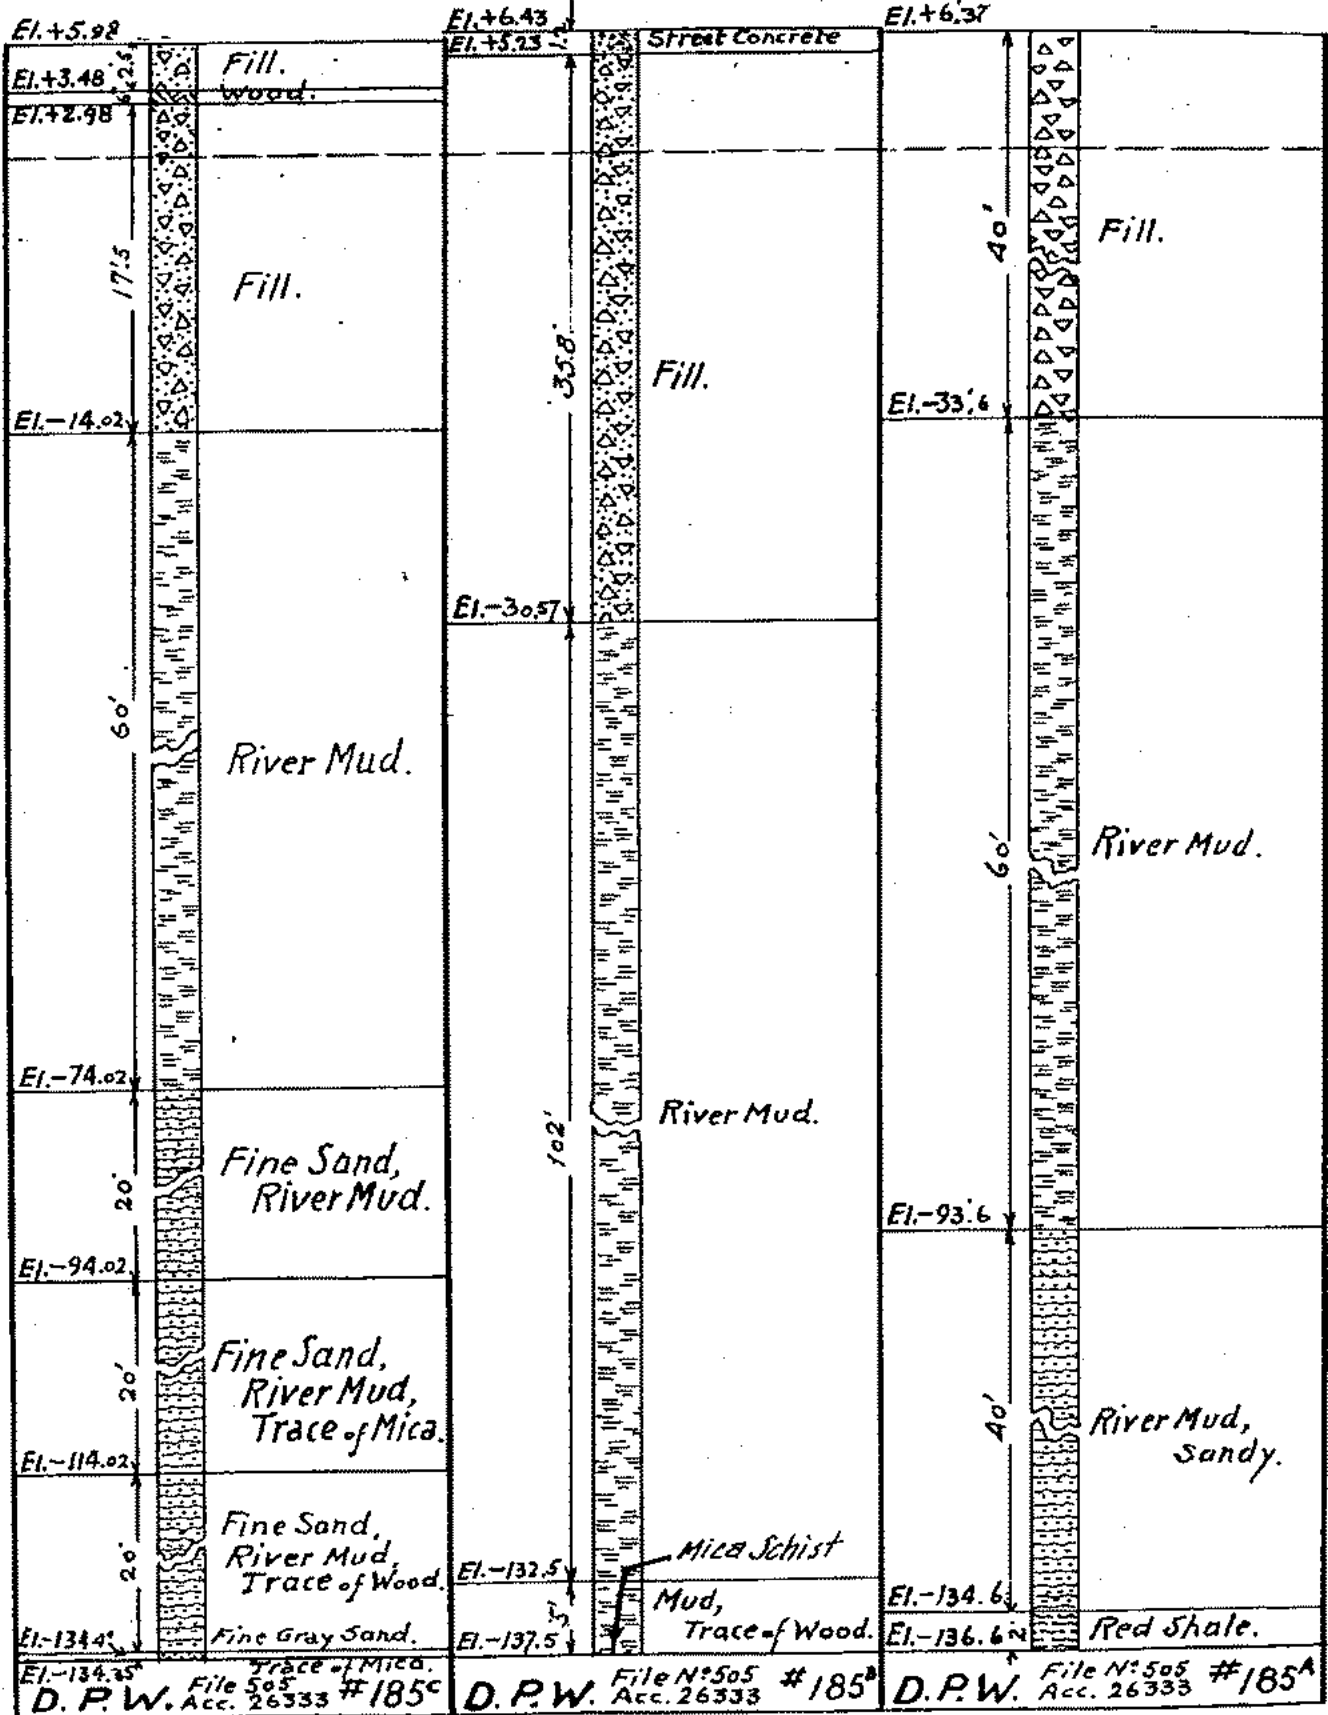 El.+5.98
2.5'
Fill.
El.+3.48
Wood.
El.+2.98
17'.5
Fill.
El.-14.02
60'
River Mud.
El.-74.02
20'
Fine Sand,
River Mud.
El.-94.02
20'
Fine Sand,
River Mud,
Trace of Mica.
El.-114.02
20'
Fine Sand,
River Mud,
Trace of Wood.
El.-134.
Fine Gray Sand.
Trace of Mica.
El.-134.35
D.P.W. File 505 Acc. 26333 #185C
El.+6.43
Street Concrete
El.+5.23
1.2
35.8'
Fill.
El.-30.57
102'
River Mud.
Mica Schist
El.-132.5
5'
Mud,
Trace of Wood.
El.-137.5
D.P.W. File Nº 505 Acc. 26333 #185B
El.+6.37
40'
Fill.
El.-33'.6
60'
River Mud.
El.-93'.6
40'
River Mud,
Sandy.
El.-134.6
Red Shale.
El.-136.6
2'
D.P.W. File Nº 505 Acc. 26333 #185A